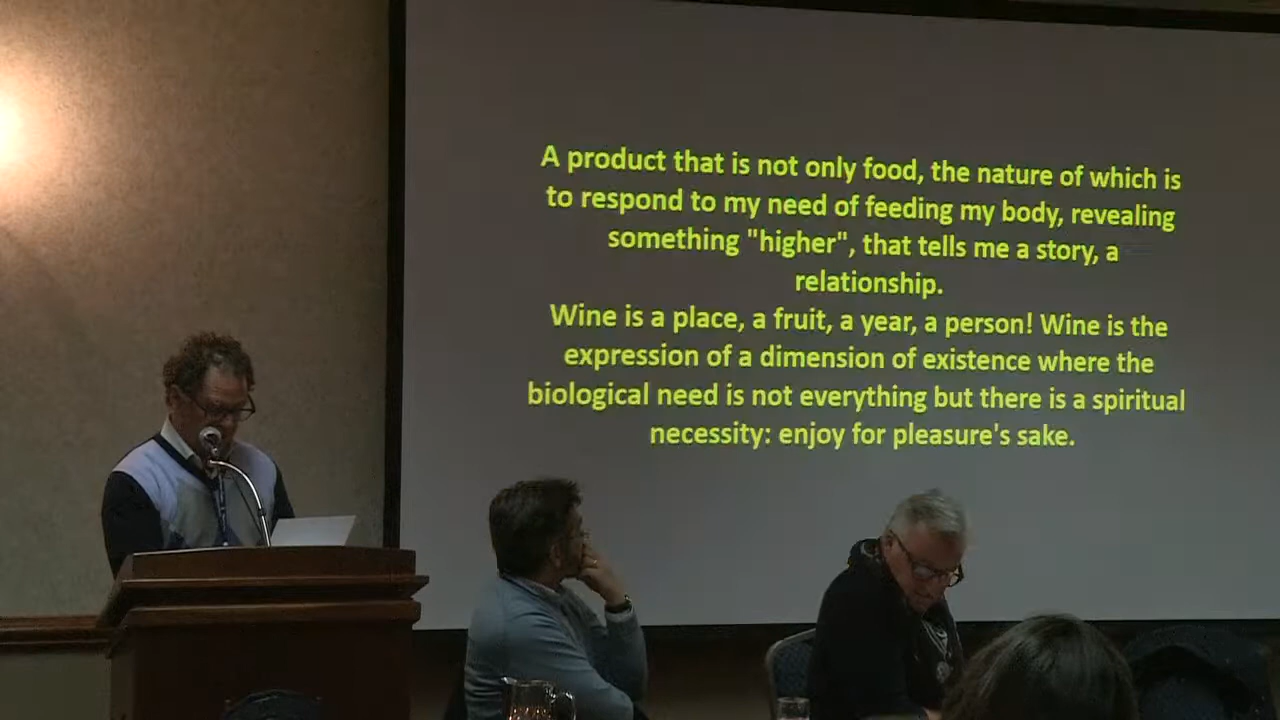 A product that is not only food, the nature of which is
to respond to my need of feeding my body, revealing
something "higher", that tells me a story, a
relationship.
Wine is a place, a fruit, a year, a person! Wine is the
expression of a dimension of existence where the
biological need is not everything but there is a spiritual
necessity: enjoy for pleasure's sake.